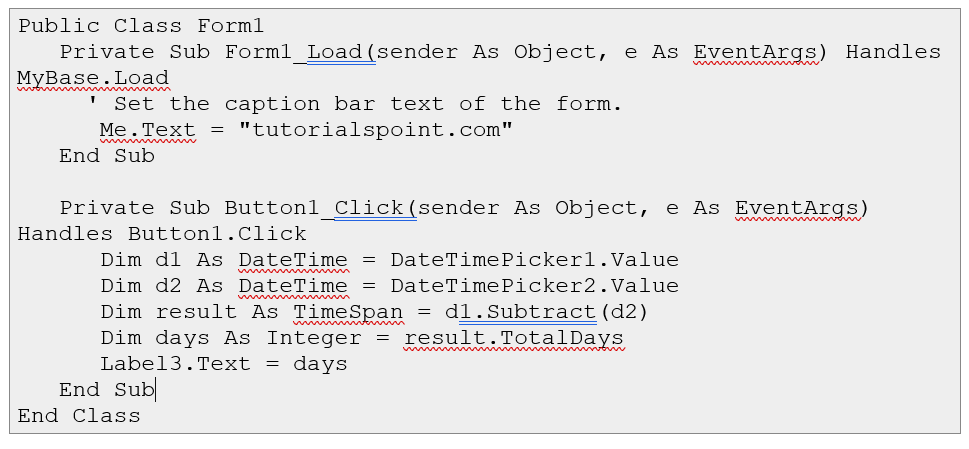 Public Class Form1
   Private Sub Form1_Load(sender As Object, e As EventArgs) Handles
MyBase.Load
     ' Set the caption bar text of the form.
      Me.Text = "tutorialspoint.com"
   End Sub

   Private Sub Button1_Click(sender As Object, e As EventArgs)
Handles Button1.Click
      Dim d1 As DateTime = DateTimePicker1.Value
      Dim d2 As DateTime = DateTimePicker2.Value
      Dim result As TimeSpan = d1.Subtract(d2)
      Dim days As Integer = result.TotalDays
      Label3.Text = days
   End Sub
End Class